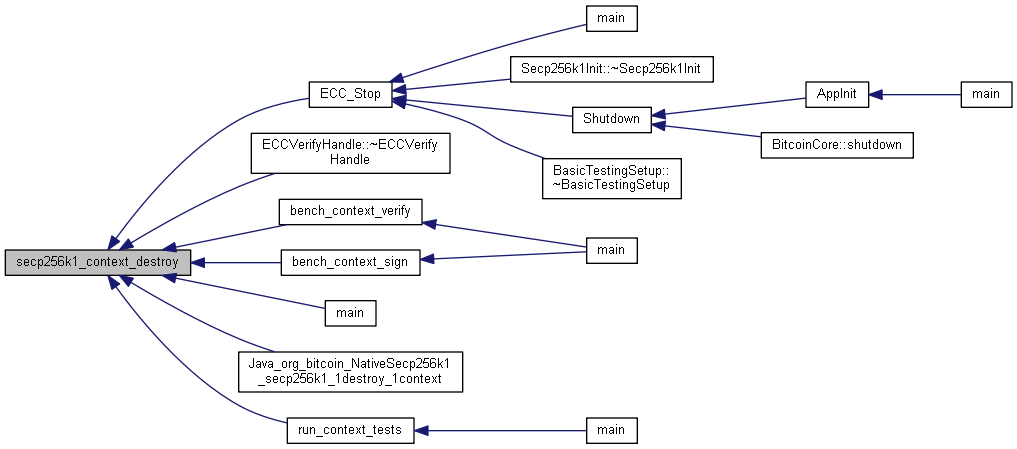 main
Secp256k1Init::~Secp256k1Init
ECC_Stop
AppInit
main
Shutdown
BitcoinCore::shutdown
ECCVerifyHandle::~ECCVerify
Handle
BasicTestingSetup::
~BasicTestingSetup
bench_context_verify
main
secp256k1_context_destroy
bench_context_sign
main
Java_org_bitcoin_NativeSecp256k1
_secp256k1_1destroy_1context
run_context_tests
main